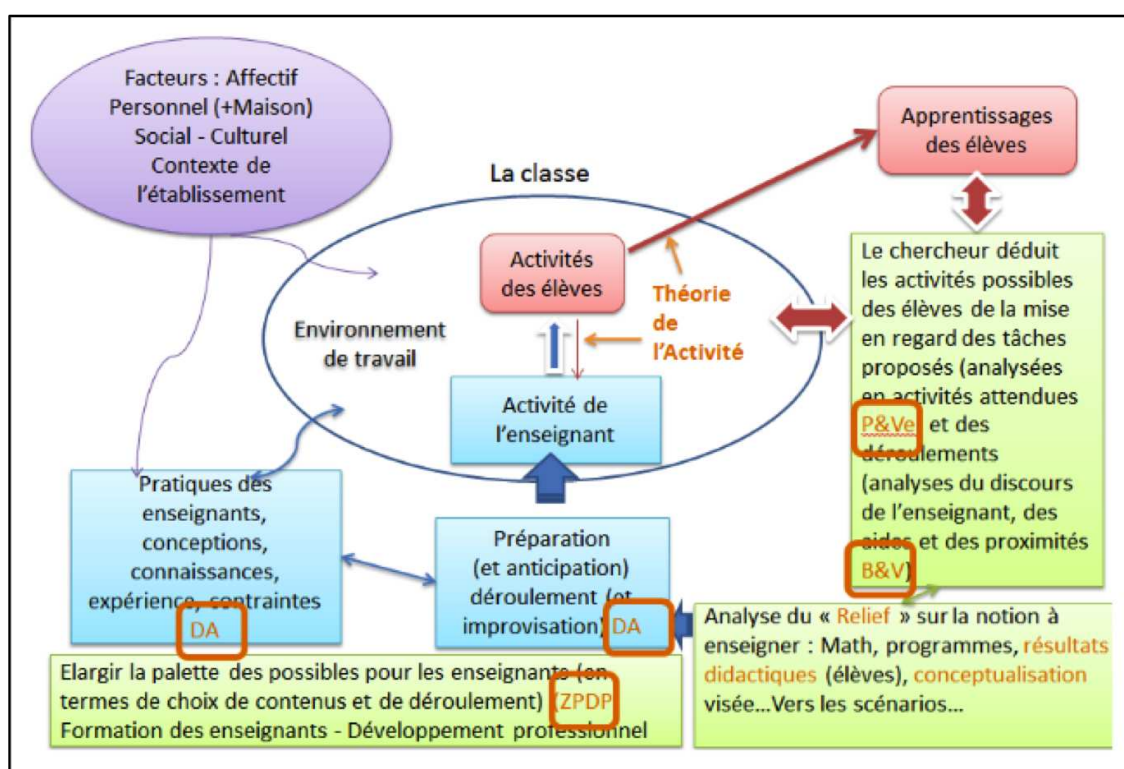 Facteurs : Affectif
Personnel (+Maison)
Social - Culturel
Contexte de
l'établissement
Apprentissages
des élèves
La classe
Activités
des élèves
Théorie
de
l'Activité
Environnement
de travail
Activité de
l'enseignant
Le chercheur déduit
les activités possibles
des élèves de la mise
en regard des tâches
proposés (analysées
en activités attendues
P&Ve et des
déroulements
(analyses du discours
de l'enseignant, des
aides et des proximités
B&V)
Pratiques des
enseignants,
conceptions,
connaissances,
expérience, contraintes
DA
Préparation
(et anticipation)
déroulement (et
improvisation) DA
Analyse du « Relief » sur la notion à
enseigner : Math, programmes, résultats
didactiques (élèves), conceptualisation
visée...Vers les scénarios...
Elargir la palette des possibles pour les enseignants (en
termes de choix de contenus et de déroulement) (ZPDP
Formation des enseignants - Développement professionnel